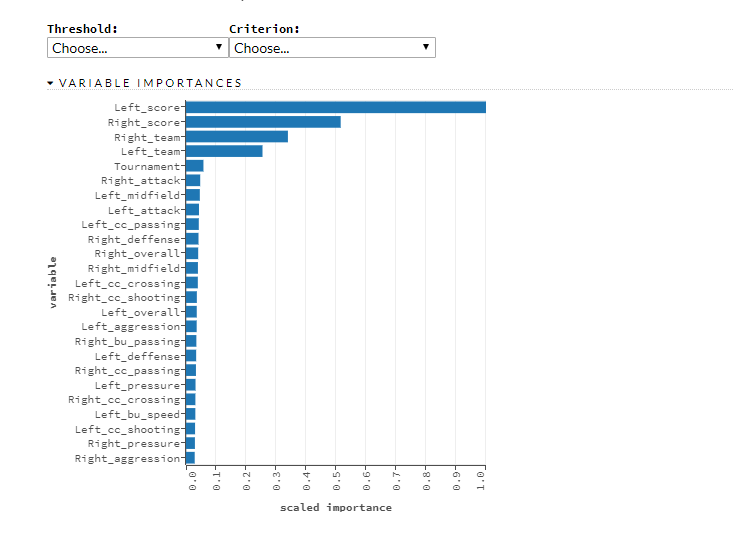 Threshold: Criterion:
Choose... Choose...
VARIABLE IMPORTANCES
Left_score
Right_score
Right_team
Left_team
Tournament
Right_attack
Left_midfield
Left_attack
Left_cc_passing
Right_deffense
Right_overall
Right_midfield
Left_cc_crossing
Right_cc_shooting
Left_overall
Left_aggression
Right_bu_passing
Left_deffense
Right_cc_passing
Left_pressure
Right_cc_crossing
Left_bu_speed
Left_cc_shooting
Right_pressure
Right_aggression
variable
0.0 0.1 0.2 0.3 0.4 0.5 0.6 0.7 0.8 0.9 1.0
scaled importance